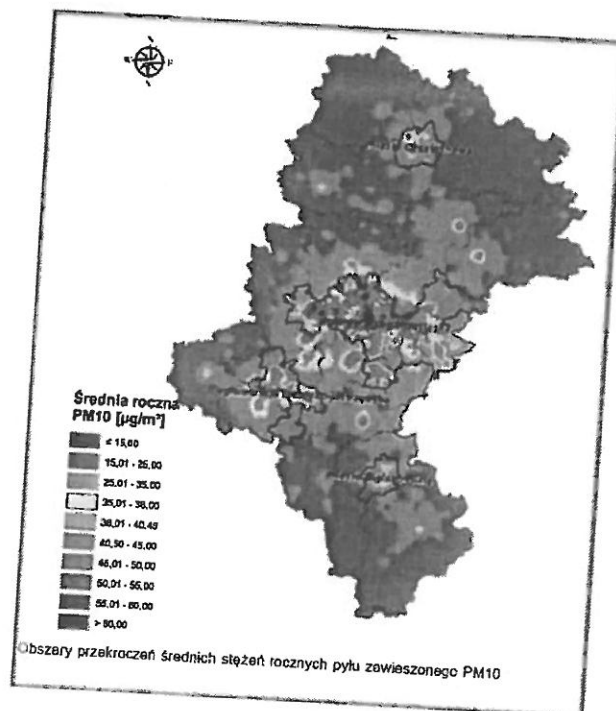 Średnia roczna
PM10 [µg/m³]
≤ 15,00
15,01 - 25,00
25,01 - 35,00
35,01 - 38,00
38,01 - 40,49
40,50 - 45,00
45,01 - 50,00
50,01 - 55,00
55,01 - 60,00
> 60,00
Obszary przekroczeń średnich stężeń rocznych pyłu zawieszonego PM10